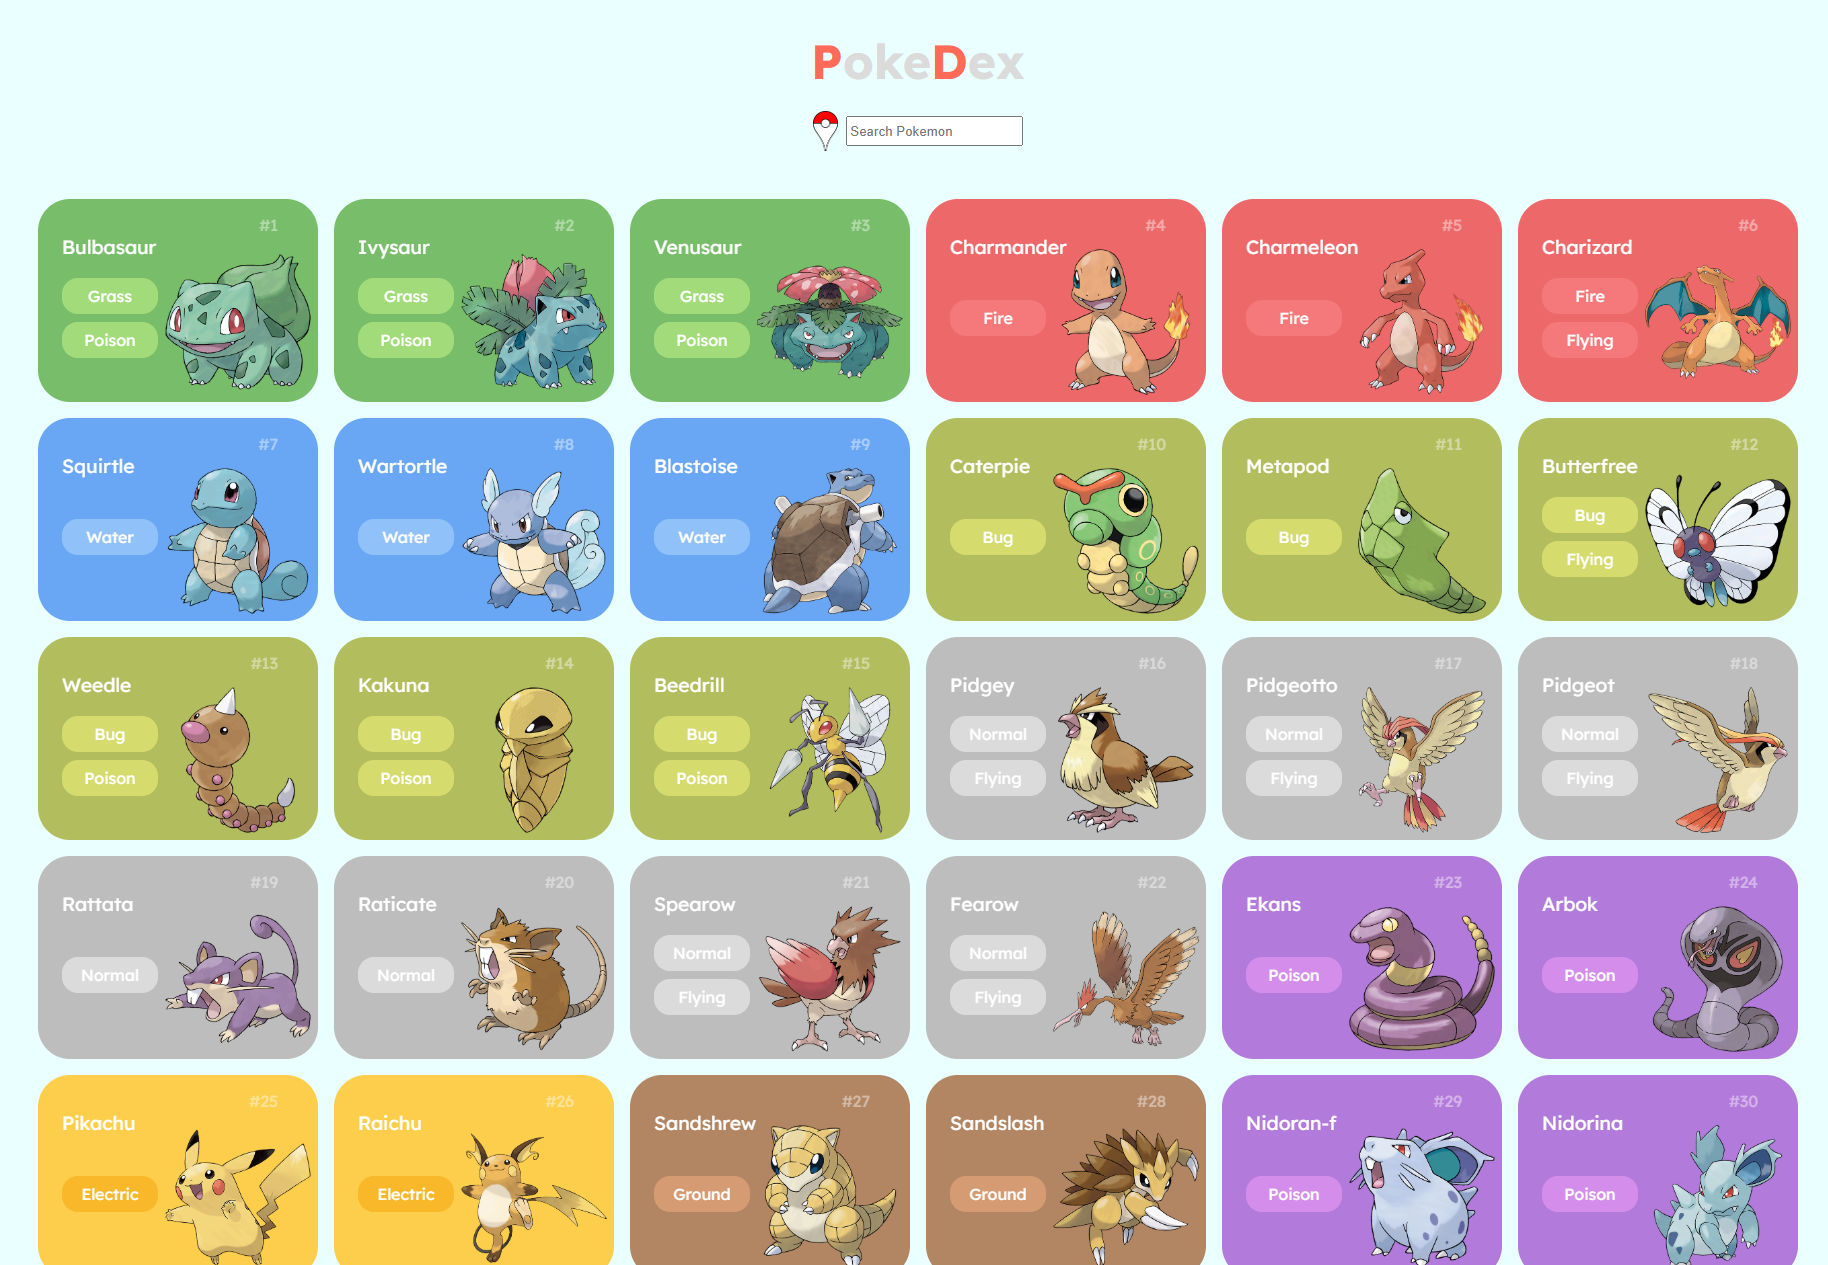 PokeDex
Search Pokemon
#1
Bulbasaur
Grass
Poison
#2
Ivysaur
Grass
Poison
#3
Venusaur
Grass
Poison
#4
Charmander
Fire
#5
Charmeleon
Fire
#6
Charizard
Fire
Flying
#7
Squirtle
Water
#8
Wartortle
Water
#9
Blastoise
Water
#10
Caterpie
Bug
#11
Metapod
Bug
#12
Butterfree
Bug
Flying
#13
Weedle
Bug
Poison
#14
Kakuna
Bug
Poison
#15
Beedrill
Bug
Poison
#16
Pidgey
Normal
Flying
#17
Pidgeotto
Normal
Flying
#18
Pidgeot
Normal
Flying
#19
Rattata
Normal
#20
Raticate
Normal
#21
Spearow
Normal
Flying
#22
Fearow
Normal
Flying
#23
Ekans
Poison
#24
Arbok
Poison
#25
Pikachu
Electric
#26
Raichu
Electric
#27
Sandshrew
Ground
#28
Sandslash
Ground
#29
Nidoran-f
Poison
#30
Nidorina
Poison